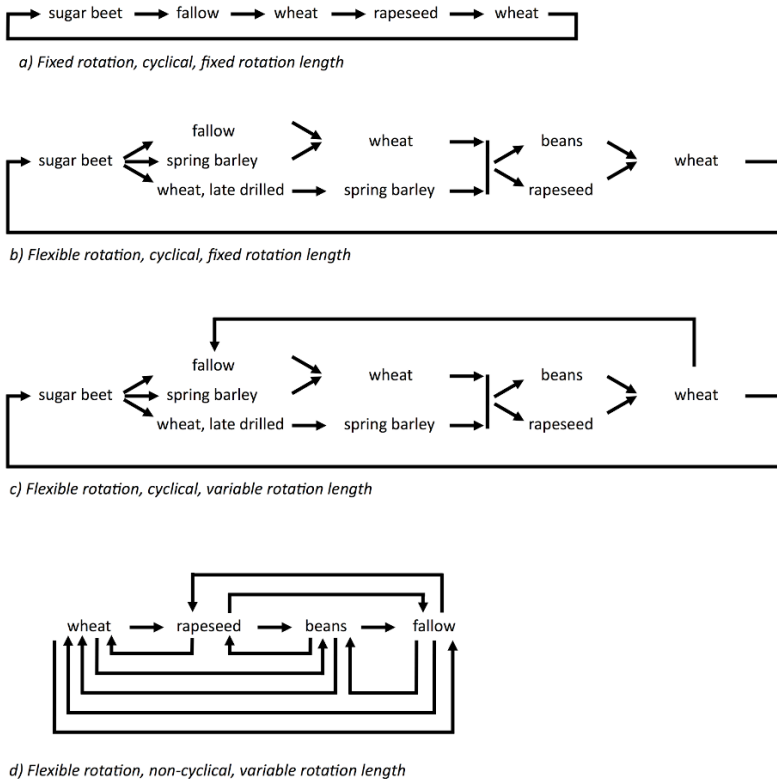 sugar beet fallow wheat rapeseed wheat
a) Fixed rotation, cyclical, fixed rotation length
fallow
wheat beans
sugar beet spring barley wheat
wheat, late drilled spring barley rapeseed
b) Flexible rotation, cyclical, fixed rotation length
fallow
wheat beans
sugar beet spring barley wheat
wheat, late drilled spring barley rapeseed
c) Flexible rotation, cyclical, variable rotation length
wheat rapeseed beans fallow
d) Flexible rotation, non-cyclical, variable rotation length